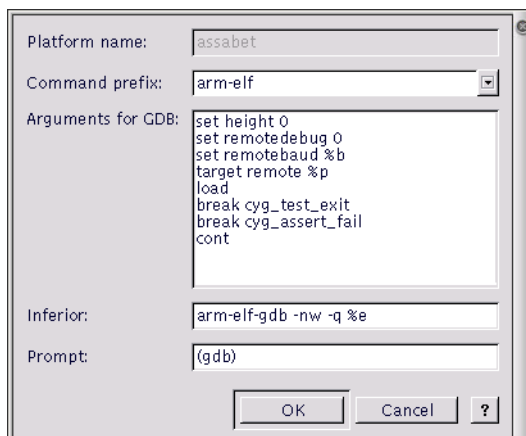 Platform name: assabet
Command prefix: arm-elf
Arguments for GDB: set height 0
set remotedebug 0
set remotebaud %b
target remote %p
load
break cyg_test_exit
break cyg_assert_fail
cont
Inferior: arm-elf-gdb -nw -q %e
Prompt: (gdb)
OK Cancel ?